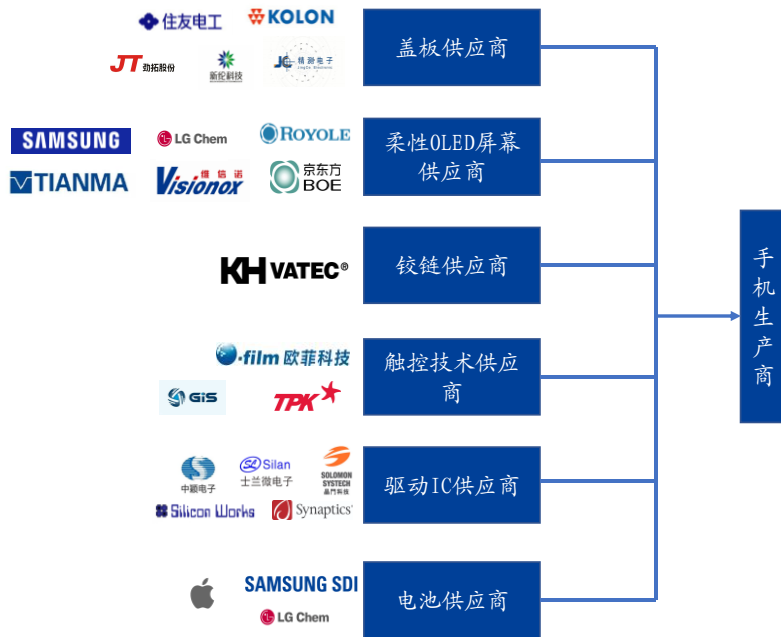 住友电工
KOLON
JT 劲拓股份
新纶科技
JC 精测电子
JingCe Electronic
盖板供应商
SAMSUNG
LG Chem
ROYOLE
TIANMA
维信诺
Visionox
京东方
BOE
柔性OLED屏幕
供应商
KH VATEC®
铰链供应商
手机生产商
·film 欧菲科技
GiS
TPK
触控技术供应
商
中颖电子
SL Silan
士兰微电子
SOLOMON
SYSTECH
晶門科技
Silicon Works
Synaptics
驱动IC供应商
SAMSUNG SDI
LG Chem
电池供应商